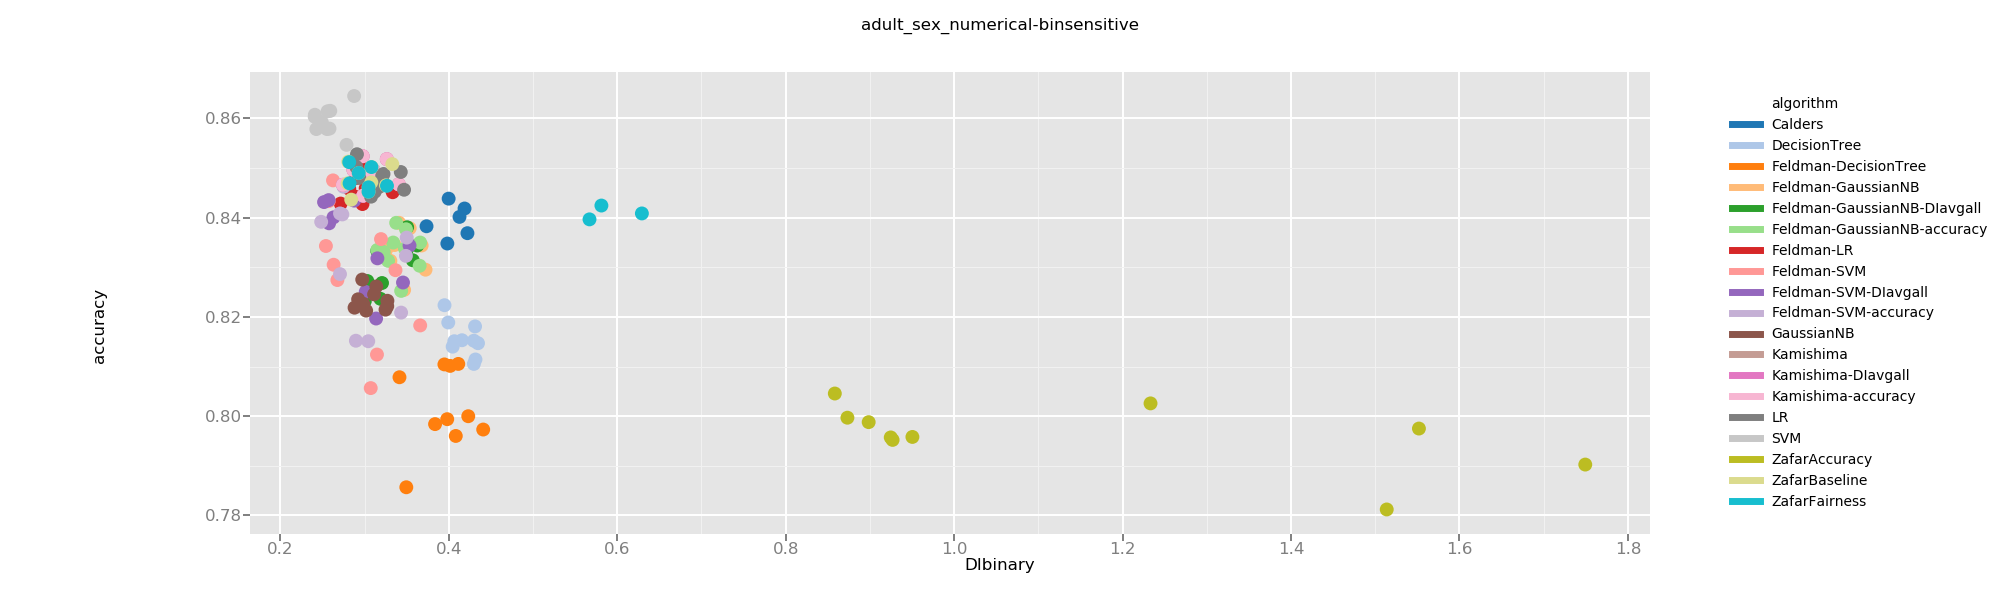 adult_sex_numerical-binsensitive
accuracy
0.86
0.84
0.82
0.80
0.78
0.2
0.4
0.6
0.8
1.0
1.2
1.4
1.6
1.8
DIbinary
algorithm
Calders
DecisionTree
Feldman-DecisionTree
Feldman-GaussianNB
Feldman-GaussianNB-DIavgall
Feldman-GaussianNB-accuracy
Feldman-LR
Feldman-SVM
Feldman-SVM-DIavgall
Feldman-SVM-accuracy
GaussianNB
Kamishima
Kamishima-DIavgall
Kamishima-accuracy
LR
SVM
ZafarAccuracy
ZafarBaseline
ZafarFairness